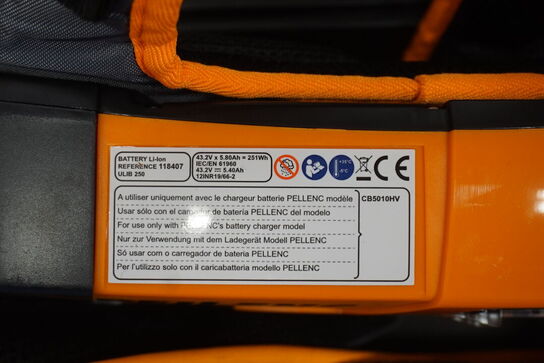 BATTERY Li-Ion
REFERENCE 118407
ULIB 250
43.2V x 5.80Ah = 251Wh
IEC/EN 61960
43.2V = 5.40Ah
12INR19/66-2
+35°C
-5°C
CE
A utiliser uniquement avec le chargeur batterie PELLENC modèle
Usar sólo con el cargador de batería PELLENC del modelo
For use only with PELLENC's battery charger model
Nur zur Verwendung mit dem Ladegerät Modell PELLENC
Só usar com o carregador de bateria PELLENC
Per l'utilizzo solo con il caricabatteria modello PELLENC
CB5010HV